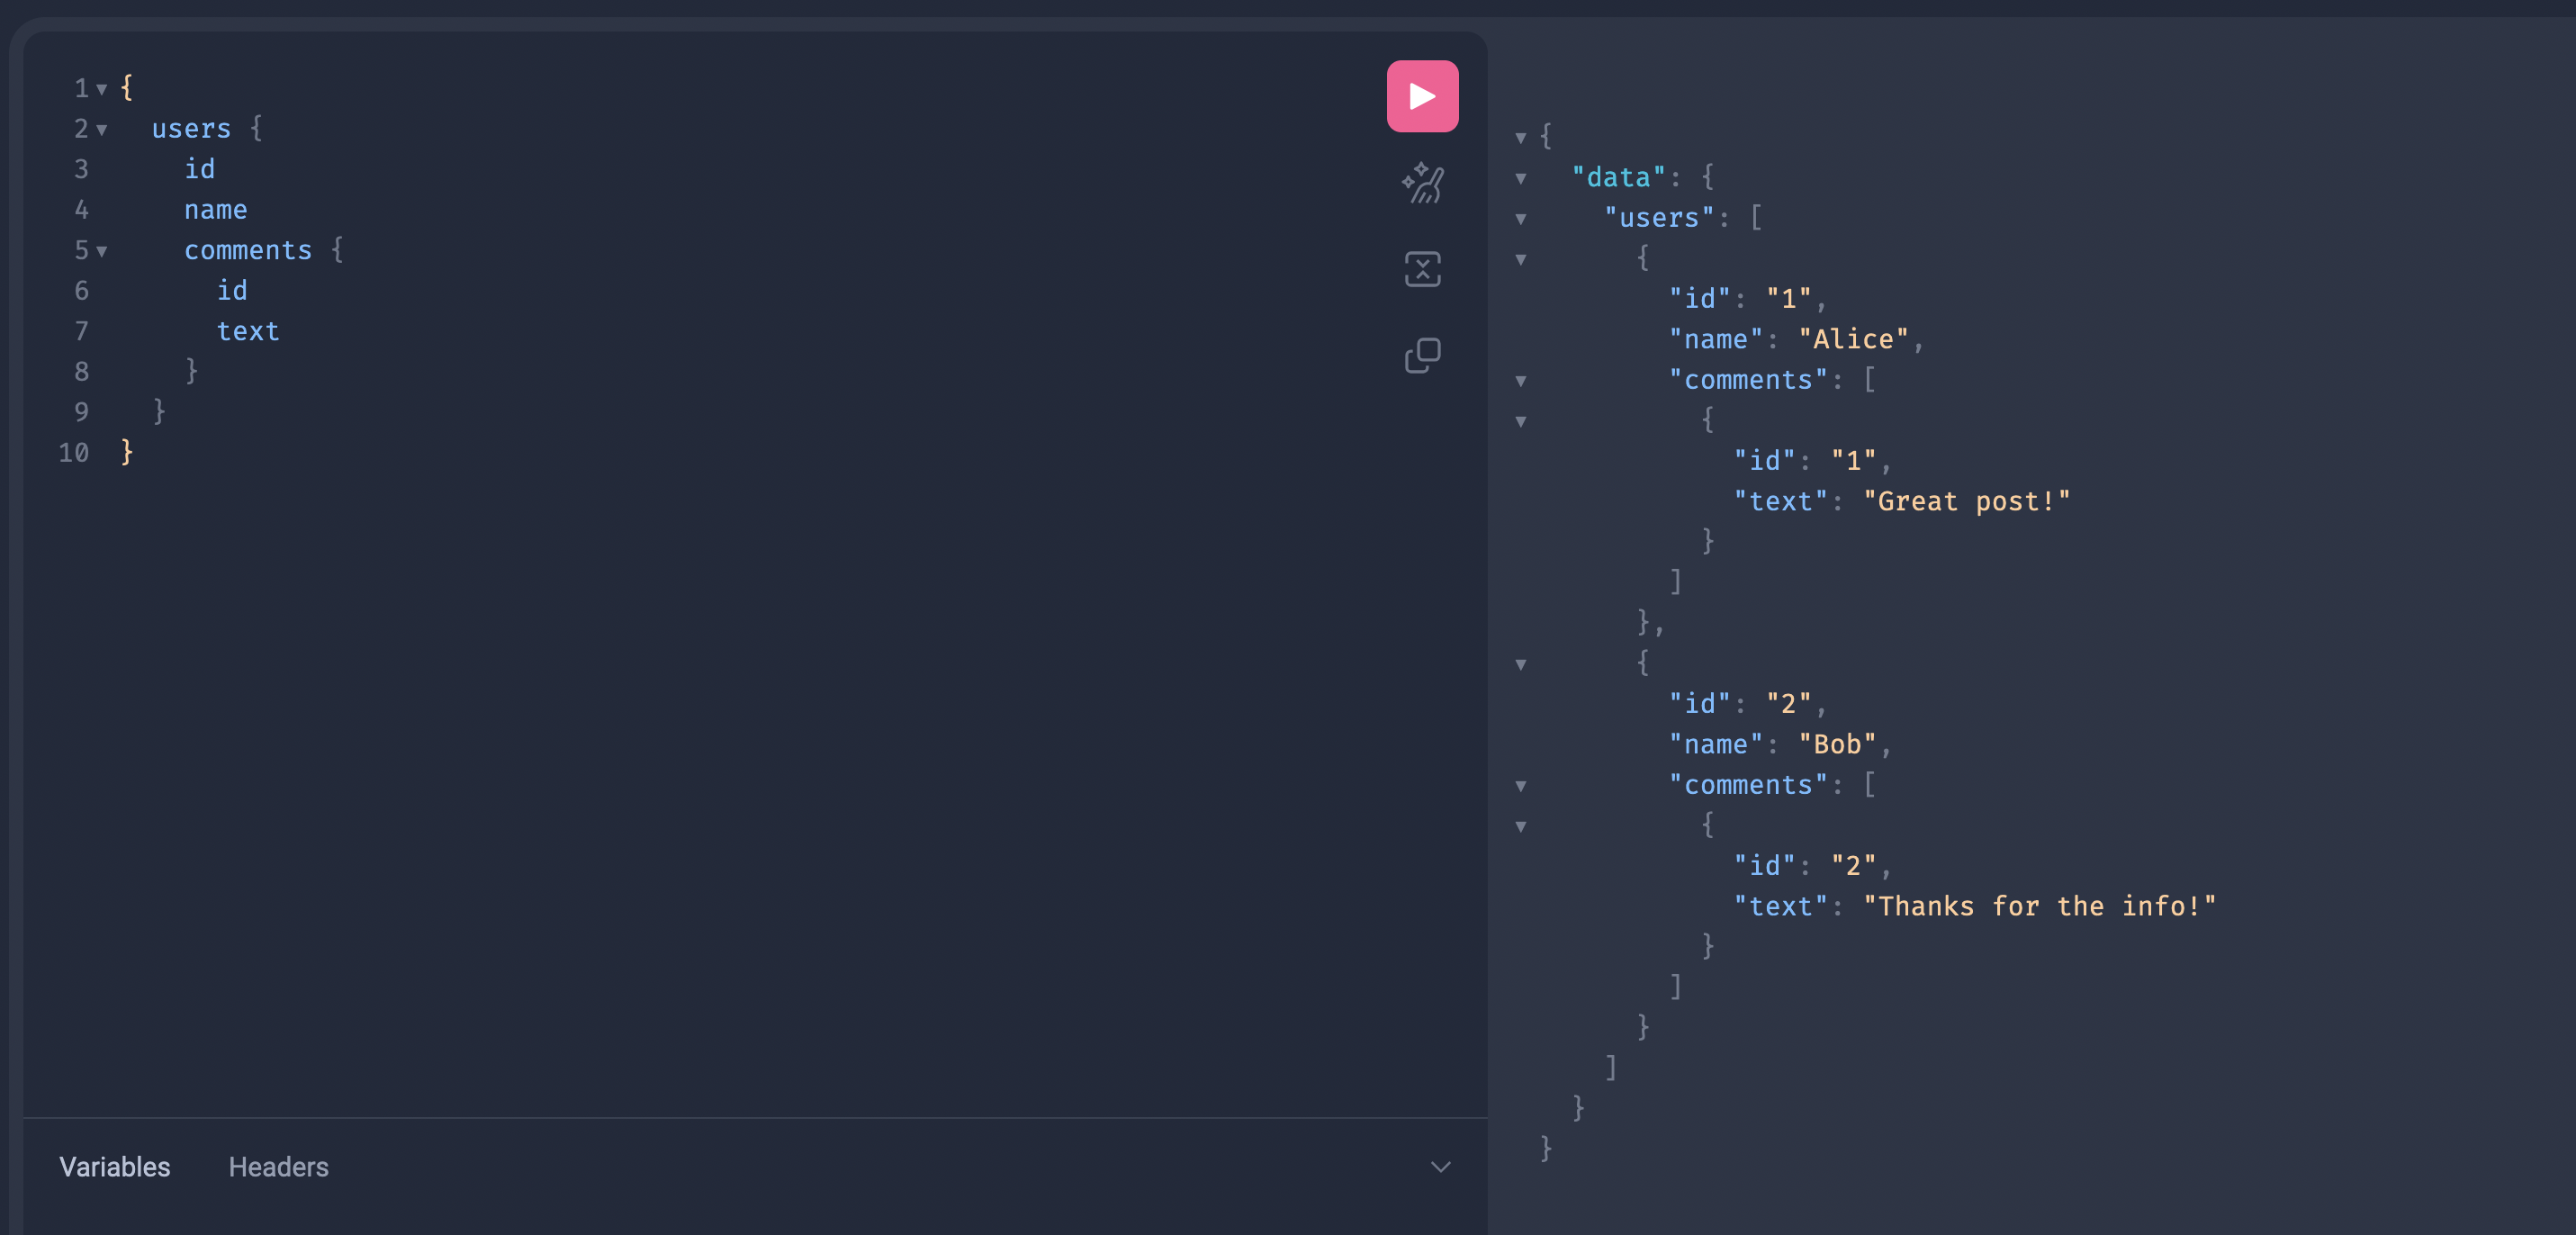 1 {
2   users {
3     id
4     name
5     comments {
6       id
7       text
8     }
9   }
10 }
Variables Headers
{
  "data": {
    "users": [
      {
        "id": "1",
        "name": "Alice",
        "comments": [
          {
            "id": "1",
            "text": "Great post!"
          }
        ]
      },
      {
        "id": "2",
        "name": "Bob",
        "comments": [
          {
            "id": "2",
            "text": "Thanks for the info!"
          }
        ]
      }
    ]
  }
}